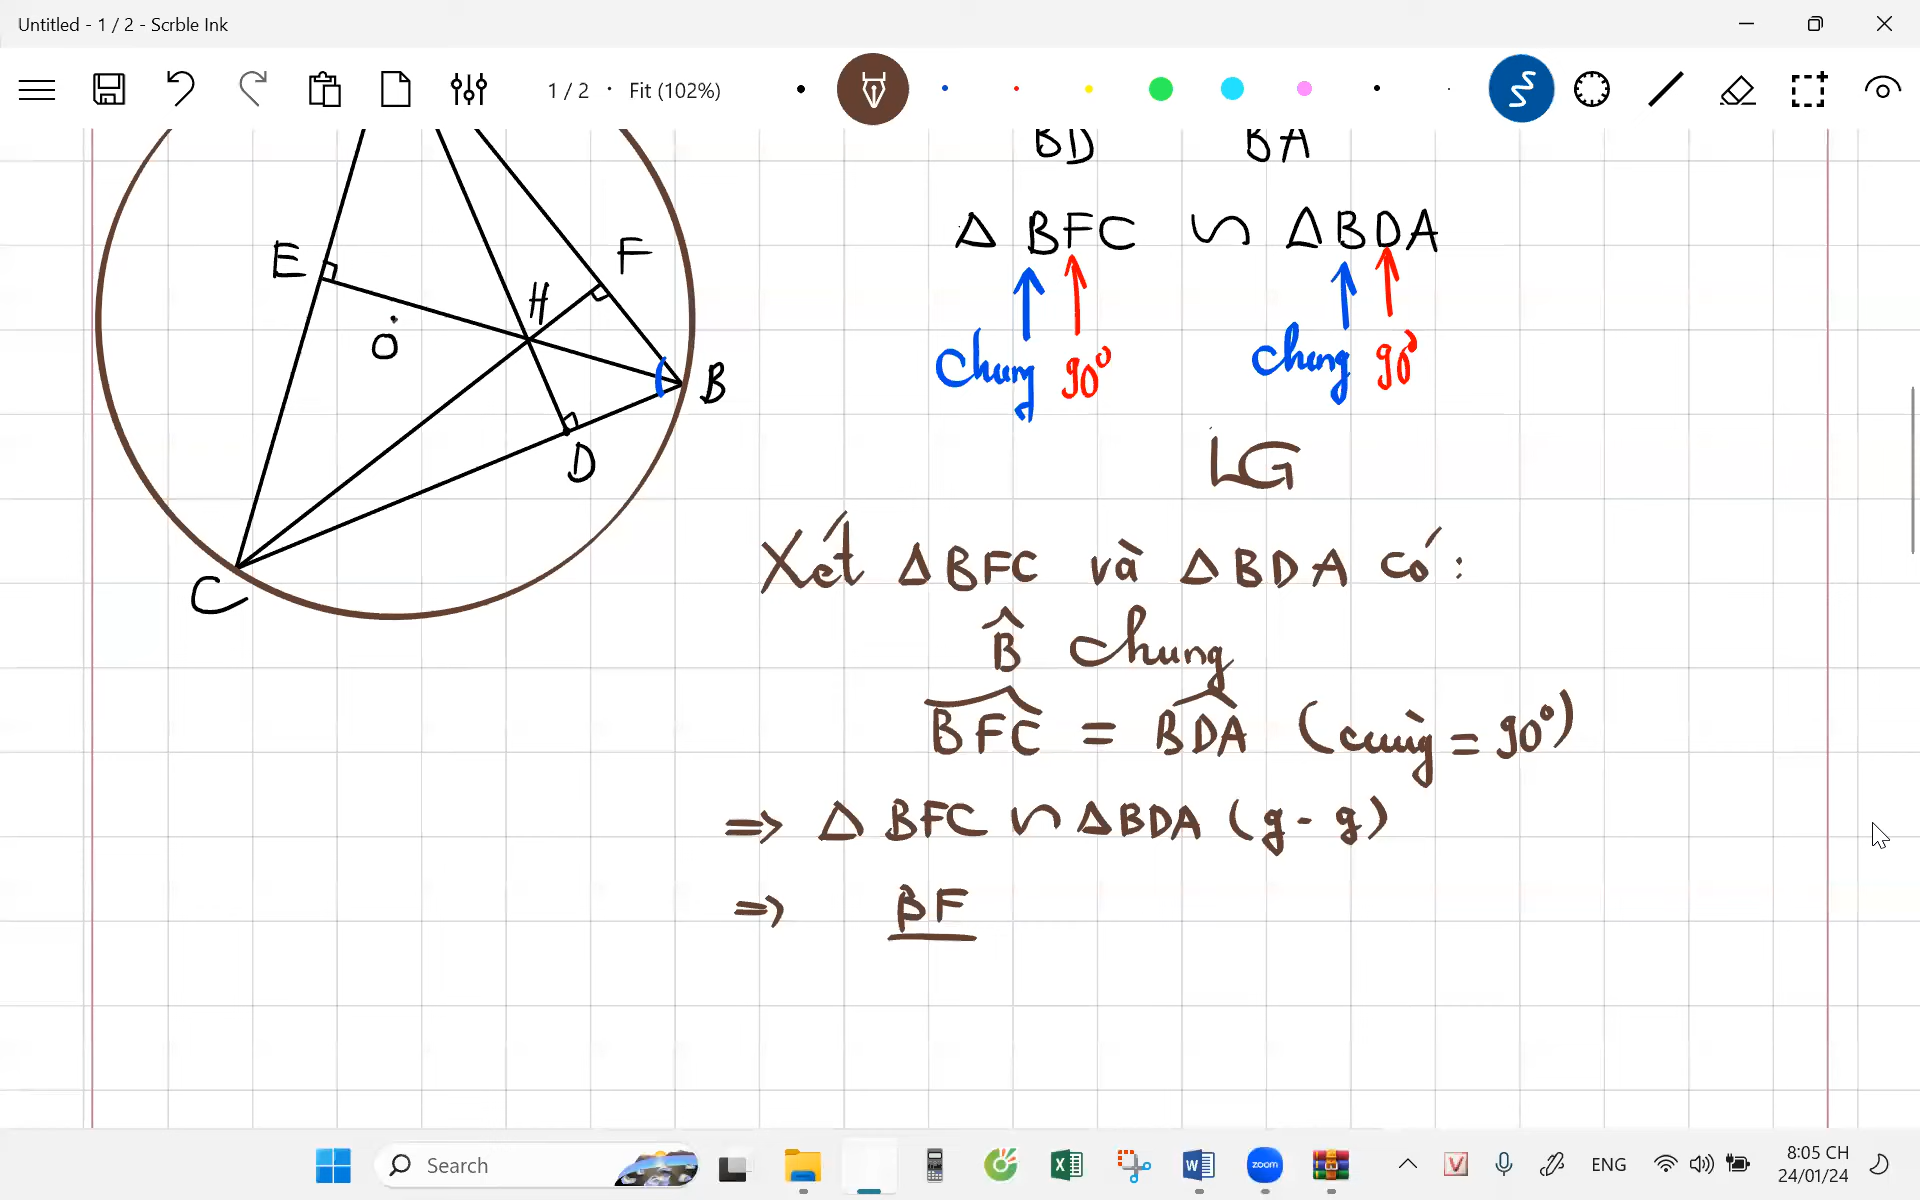 Untitled - 1 / 2 - Scrble Ink
1 / 2 · Fit (102%)
BD BA
Δ BFC ∽ Δ BDA
E
F
H
O
B
D
C
chung 90° chung 90°
LG
Xét Δ BFC và Δ BDA có:
B̂ chung
BFC = BDA (cùng = 90°)
=> Δ BFC ∽ Δ BDA (g - g)
=> BF
Search
zoom
ENG
8:05 CH
24/01/24